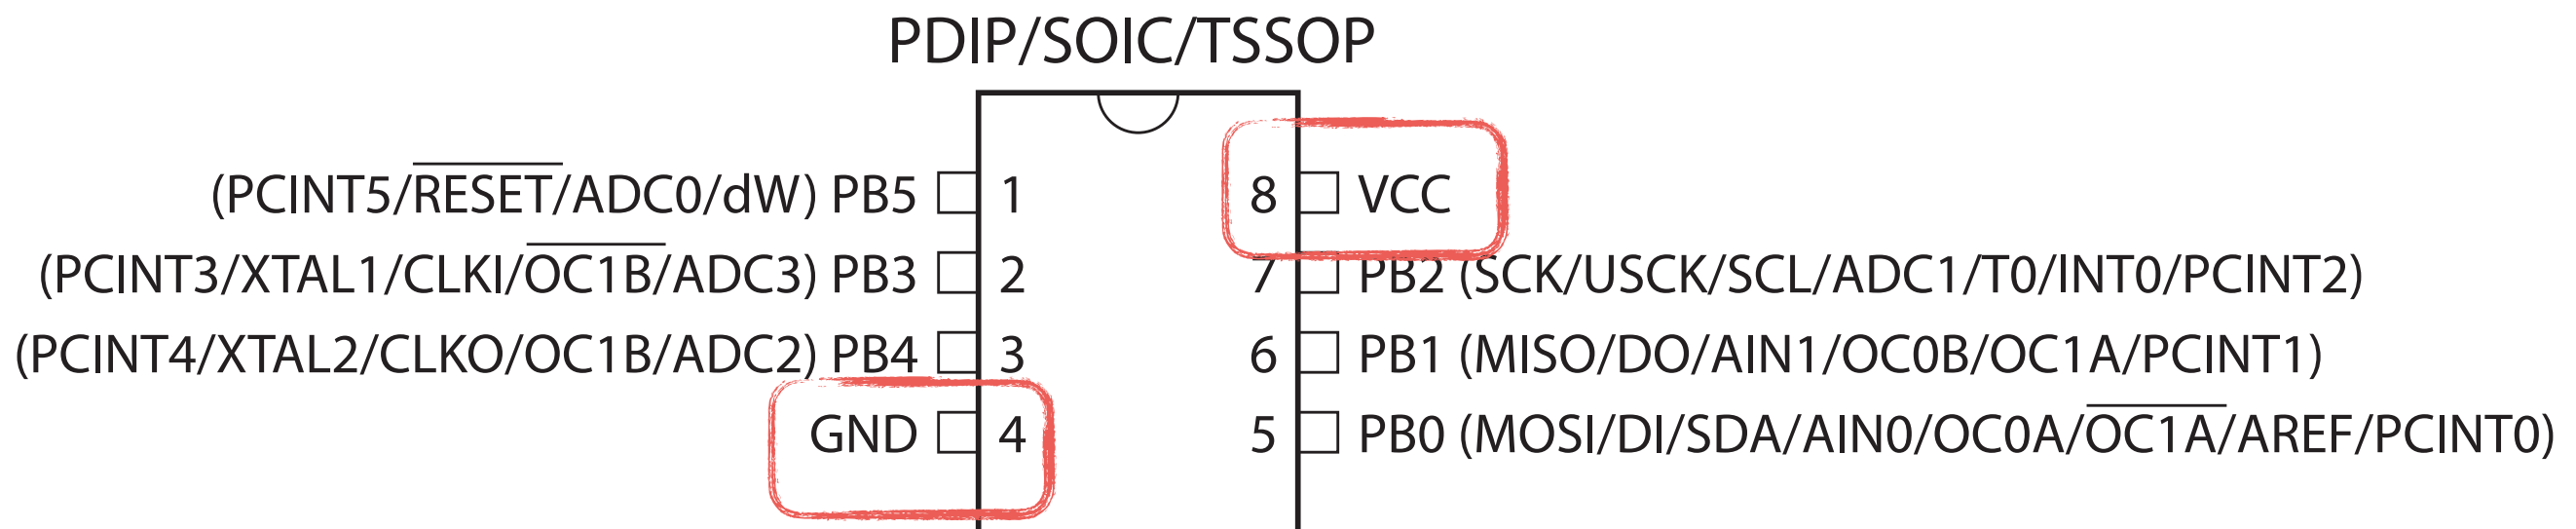 PDIP/SOIC/TSSOP
(PCINT5/RESET/ADC0/dW) PB5 1 8 VCC
(PCINT3/XTAL1/CLKI/OC1B/ADC3) PB3 2 7 PB2 (SCK/USCK/SCL/ADC1/T0/INT0/PCINT2)
(PCINT4/XTAL2/CLKO/OC1B/ADC2) PB4 3 6 PB1 (MISO/DO/AIN1/OC0B/OC1A/PCINT1)
GND 4 5 PB0 (MOSI/DI/SDA/AIN0/OC0A/OC1A/AREF/PCINT0)